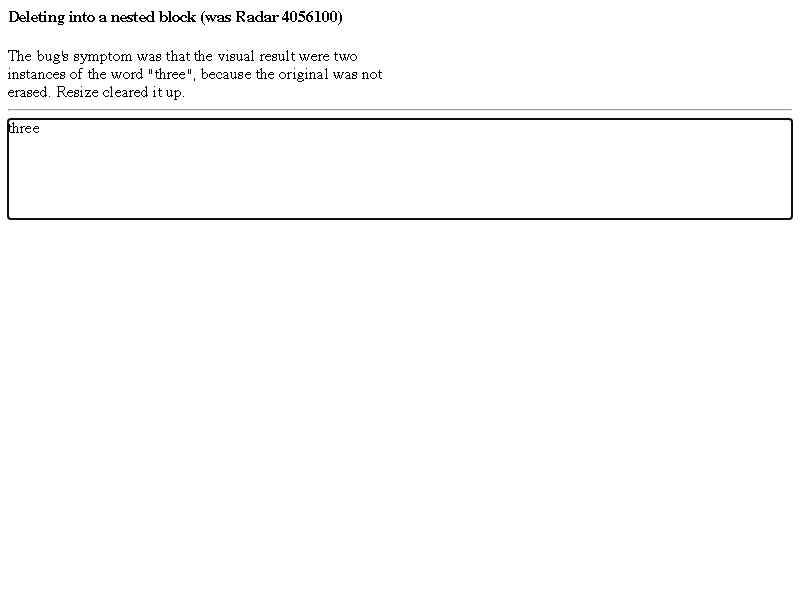 Deleting into a nested block (was Radar 4056100)
The bug's symptom was that the visual result were two
instances of the word "three", because the original was not
erased. Resize cleared it up.
three